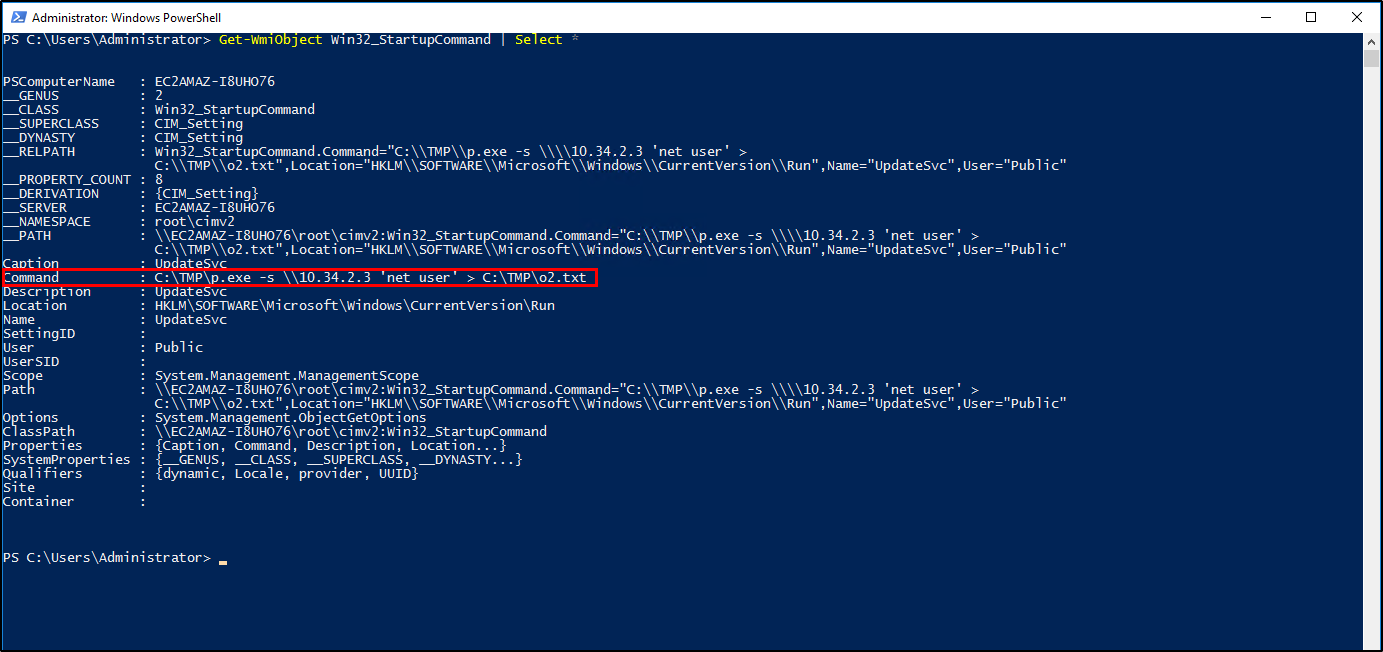 Administrator: Windows PowerShell
PS C:\Users\Administrator> Get-WmiObject Win32_StartupCommand | Select *
PSComputerName   : EC2AMAZ-I8UHO76
__GENUS          : 2
__CLASS          : Win32_StartupCommand
__SUPERCLASS     : CIM_Setting
__DYNASTY        : CIM_Setting
__RELPATH        : Win32_StartupCommand.Command="C:\\TMP\\p.exe -s \\\\10.34.2.3 'net user' >
                   C:\\TMP\\o2.txt",Location="HKLM\\SOFTWARE\\Microsoft\\Windows\\CurrentVersion\\Run",Name="UpdateSvc",User="Public"
__PROPERTY_COUNT : 8
__DERIVATION     : {CIM_Setting}
__SERVER         : EC2AMAZ-I8UHO76
__NAMESPACE      : root\cimv2
__PATH           : \\EC2AMAZ-I8UHO76\root\cimv2:Win32_StartupCommand.Command="C:\\TMP\\p.exe -s \\\\10.34.2.3 'net user' >
                   C:\\TMP\\o2.txt",Location="HKLM\\SOFTWARE\\Microsoft\\Windows\\CurrentVersion\\Run",Name="UpdateSvc",User="Public"
Caption          : UpdateSvc
Command          : C:\TMP\p.exe -s \\10.34.2.3 'net user' > C:\TMP\o2.txt
Description      : UpdateSvc
Location         : HKLM\SOFTWARE\Microsoft\Windows\CurrentVersion\Run
Name             : UpdateSvc
SettingID        :
User             : Public
UserSID          :
Scope            : System.Management.ManagementScope
Path             : \\EC2AMAZ-I8UHO76\root\cimv2:Win32_StartupCommand.Command="C:\\TMP\\p.exe -s \\\\10.34.2.3 'net user' >
                   C:\\TMP\\o2.txt",Location="HKLM\\SOFTWARE\\Microsoft\\Windows\\CurrentVersion\\Run",Name="UpdateSvc",User="Public"
Options          : System.Management.ObjectGetOptions
ClassPath        : \\EC2AMAZ-I8UHO76\root\cimv2:Win32_StartupCommand
Properties       : {Caption, Command, Description, Location...}
SystemProperties : {__GENUS, __CLASS, __SUPERCLASS, __DYNASTY...}
Qualifiers       : {dynamic, Locale, provider, UUID}
Site             :
Container        :
PS C:\Users\Administrator>